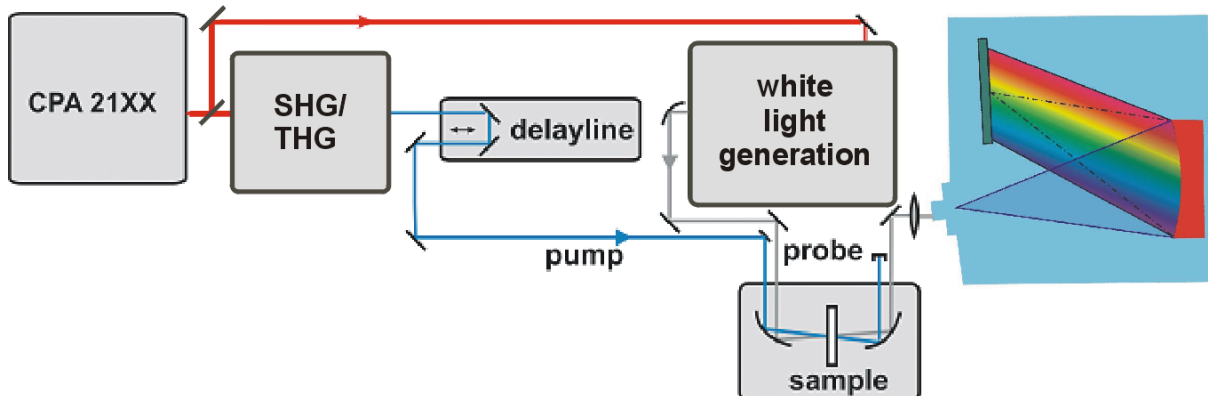 CPA 21XX
SHG/
THG
delayline
white
light
generation
pump
probe
sample